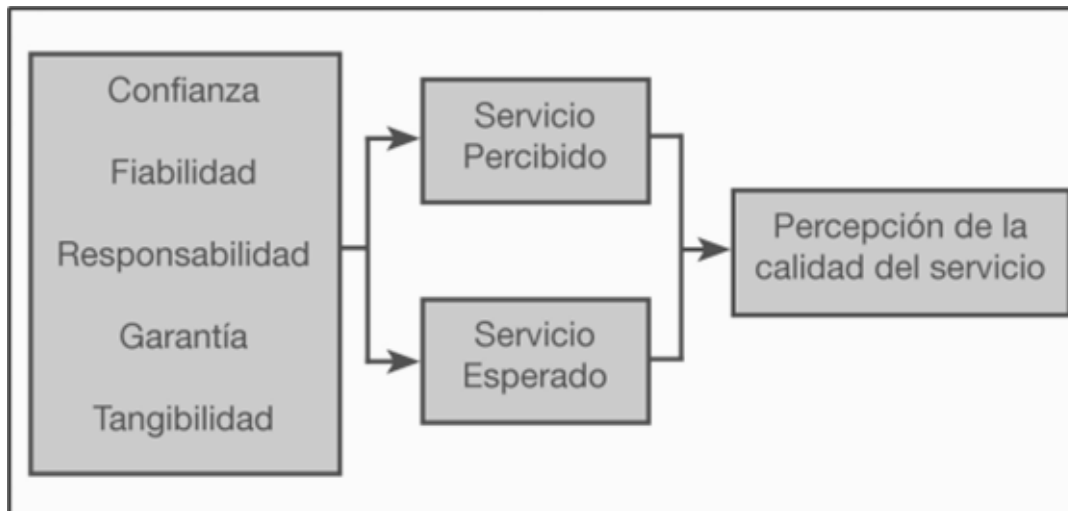 Confianza
Fiabilidad
Responsabilidad
Garantía
Tangibilidad
Servicio
Percibido
Servicio
Esperado
Percepción de la
calidad del servicio